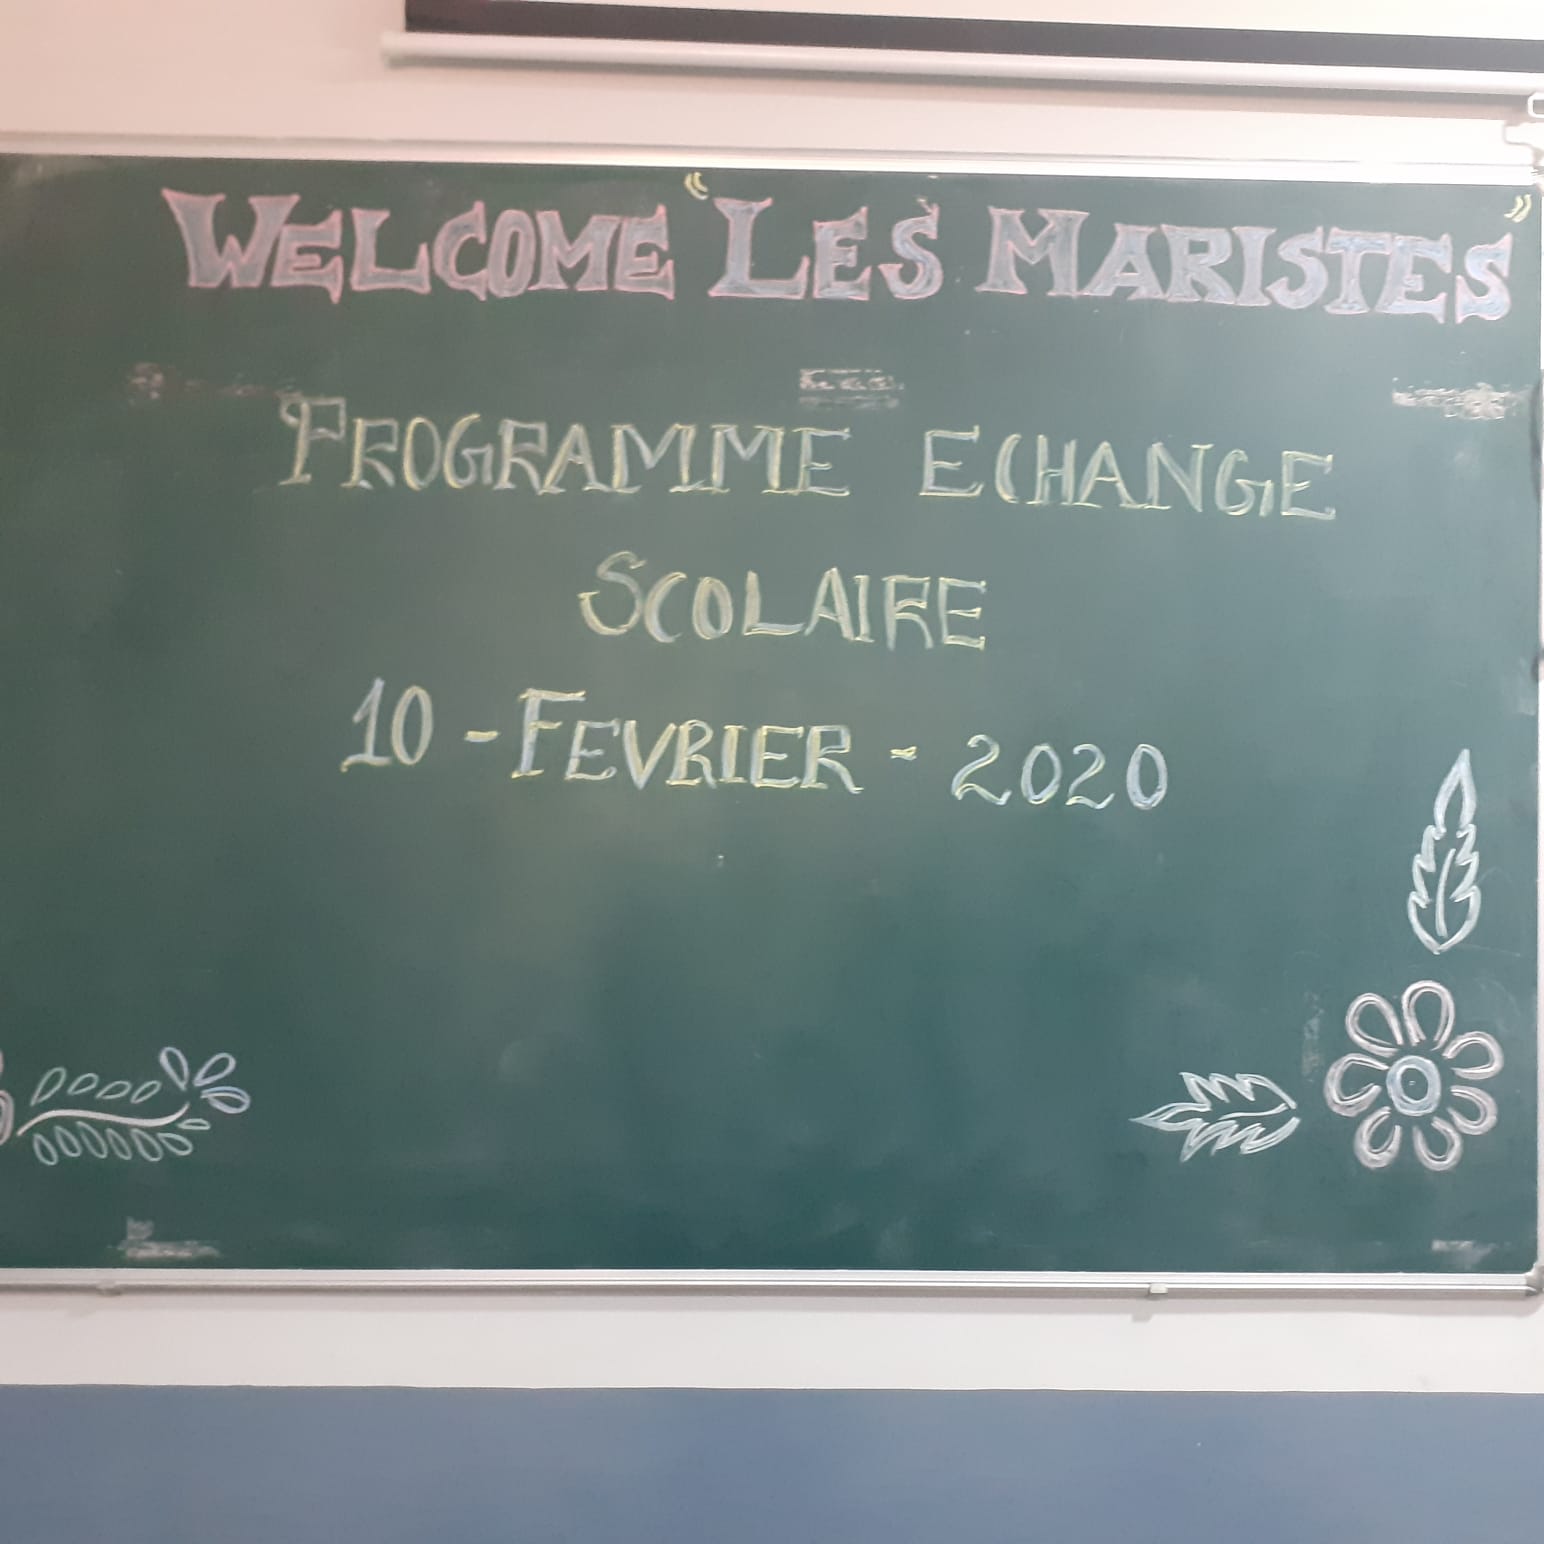 WELCOME "LES MARISTES"
PROGRAMME ECHANGE
SCOLAIRE
10 - FEVRIER - 2020